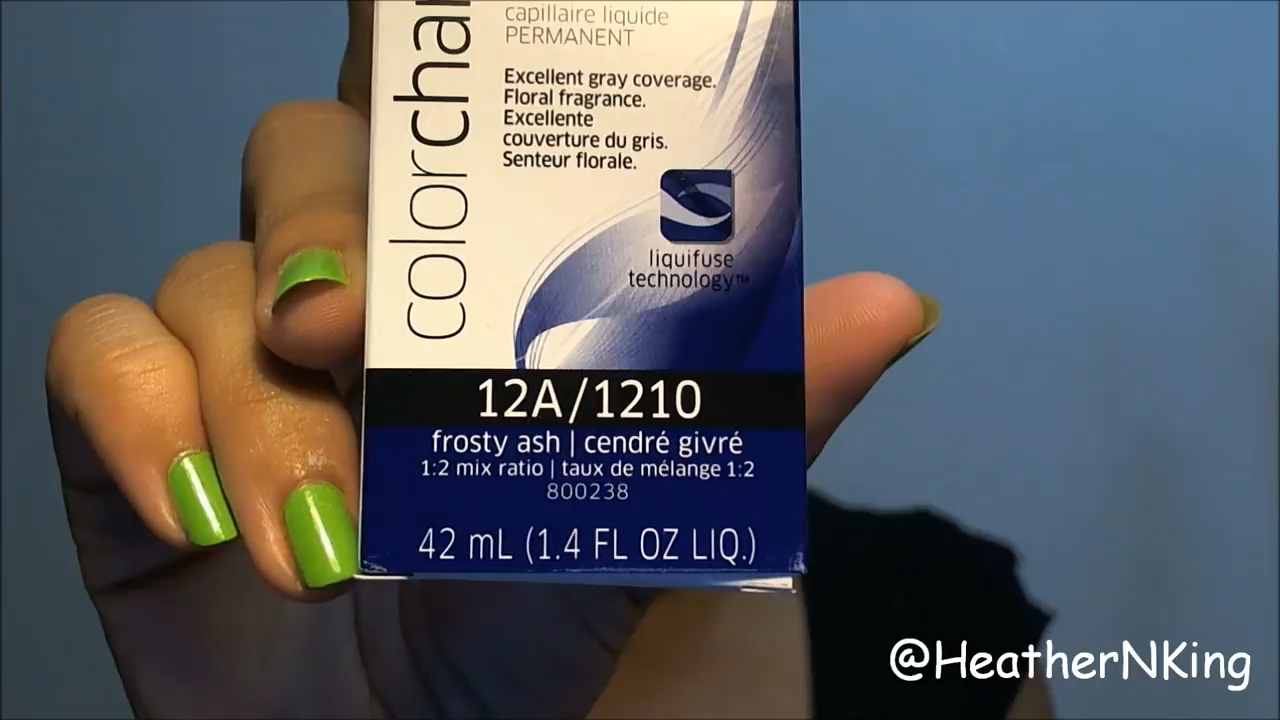 capillaire liquide
PERMANENT
Excellent gray coverage.
Floral fragrance.
Excellente
couverture du gris.
Senteur florale.
liquifuse
technology™
12A/1210
frosty ash | cendré givré
1:2 mix ratio | taux de mélange 1:2
800238
42 mL (1.4 FL OZ LIQ.)
@HeatherNKing